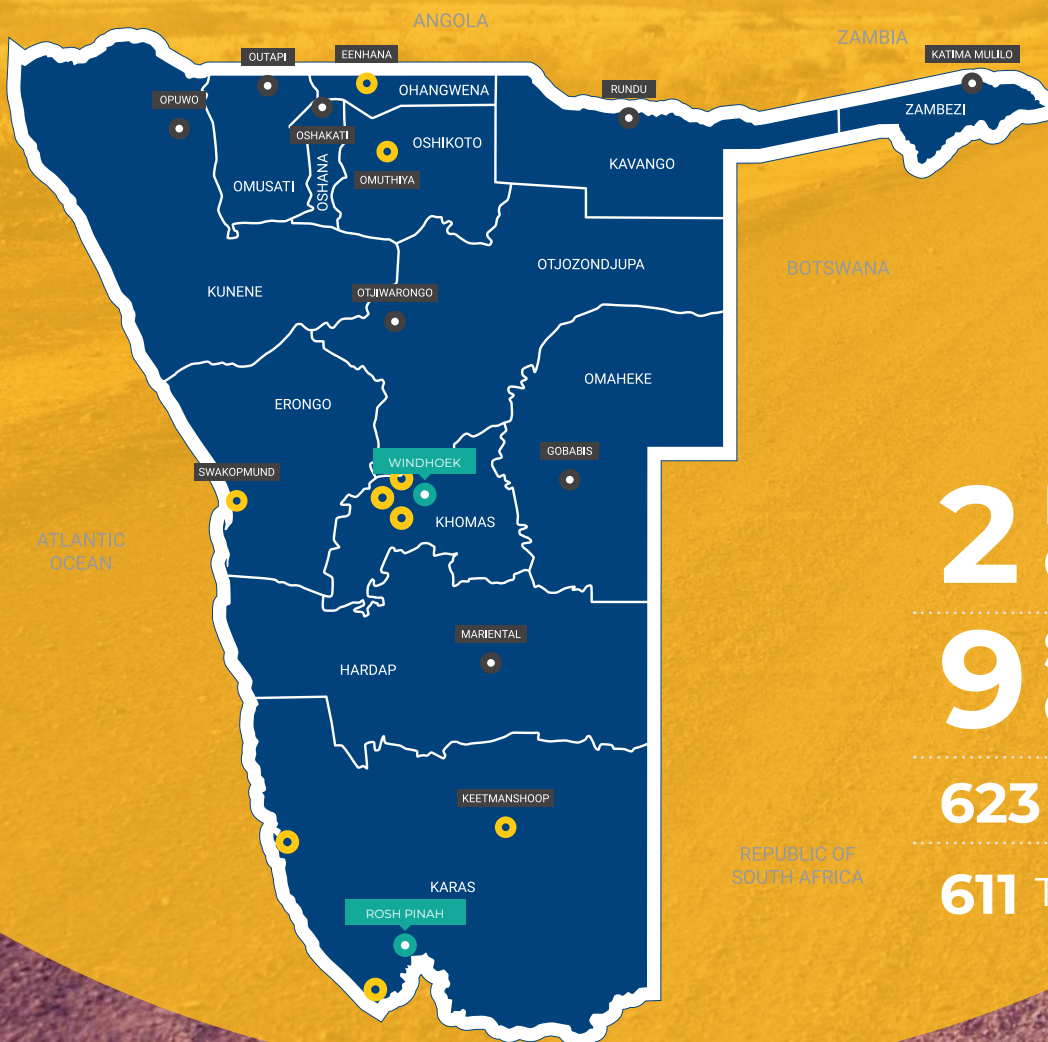 ANGOLA
ZAMBIA
KATIMA MULILO
OUTAPI
EENHANA
OPUWO
OHANGWENA
RUNDU
ZAMBEZI
OSHAKATI
OSHIKOTO
KAVANGO
OMUTHIYA
OMUSATI
OSHANA
OTJOZONDJUPA
BOTSWANA
KUNENE
OTJIWARONGO
OMAHEKE
ERONGO
GOBABIS
WINDHOEK
SWAKOPMUND
KHOMAS
ATLANTIC
OCEAN
2
MARIENTAL
HARDAP
9
KEETMANSHOOP
623
REPUBLIC OF
SOUTH AFRICA
KARAS
611 T
ROSH PINAH